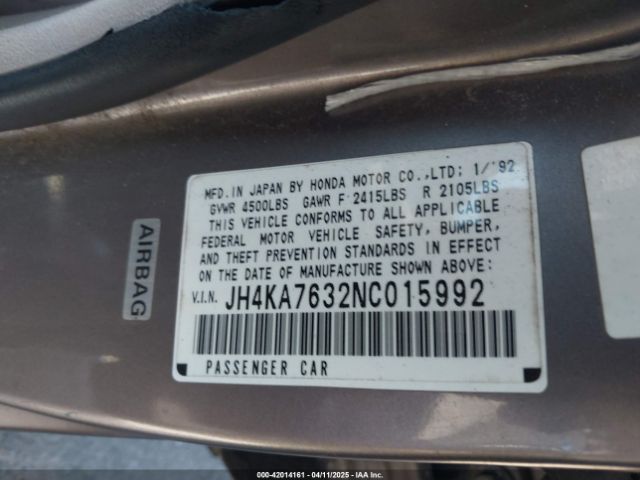 MFD.IN JAPAN BY HONDA MOTOR CO.,LTD; 1/'92
GVWR 4500LBS GAWR F 2415LBS R 2105LBS
THIS VEHICLE CONFORMS TO ALL APPLICABLE
FEDERAL MOTOR VEHICLE SAFETY, BUMPER,
AND THEFT PREVENTION STANDARDS IN EFFECT
ON THE DATE OF MANUFACTURE SHOWN ABOVE:
V.I.N. JH4KA7632NC015992
PASSENGER CAR
AIRBAG
000-42014161 - 04/11/2025 - IAAI.COM